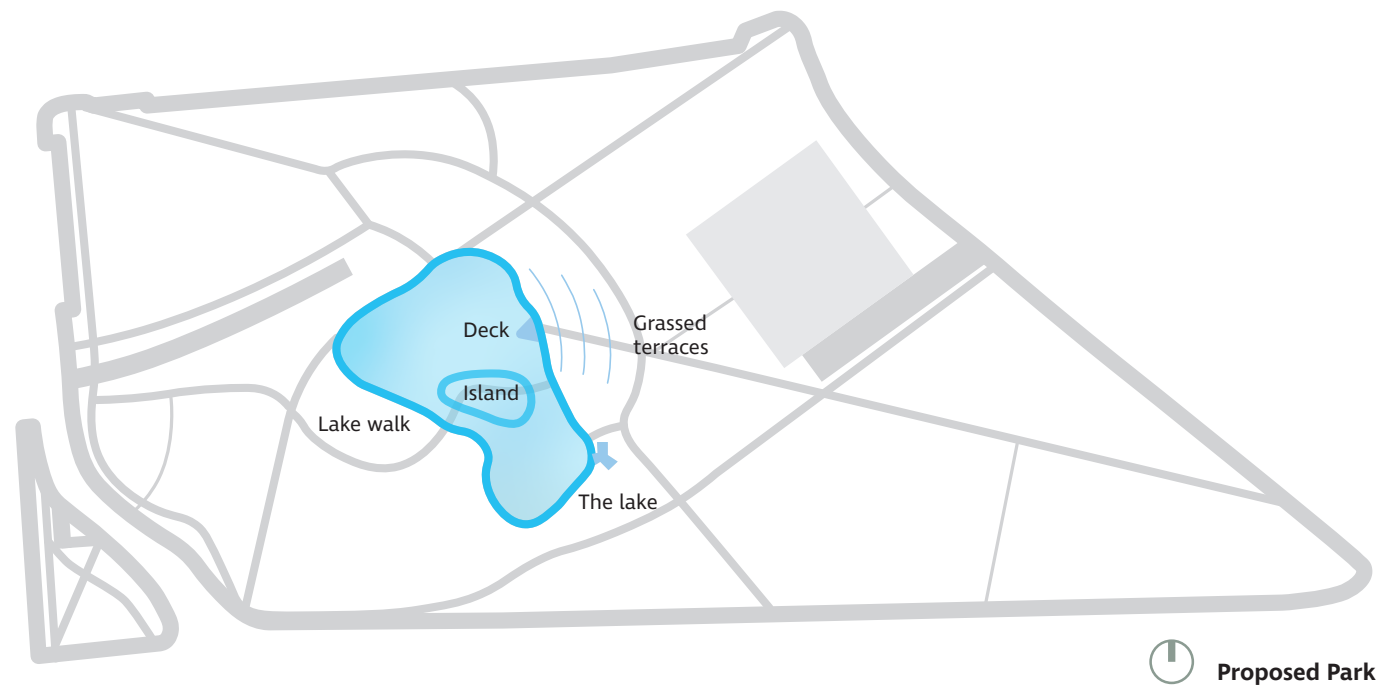 Deck
Grassed
terraces
Island
Lake walk
The lake
Proposed Park